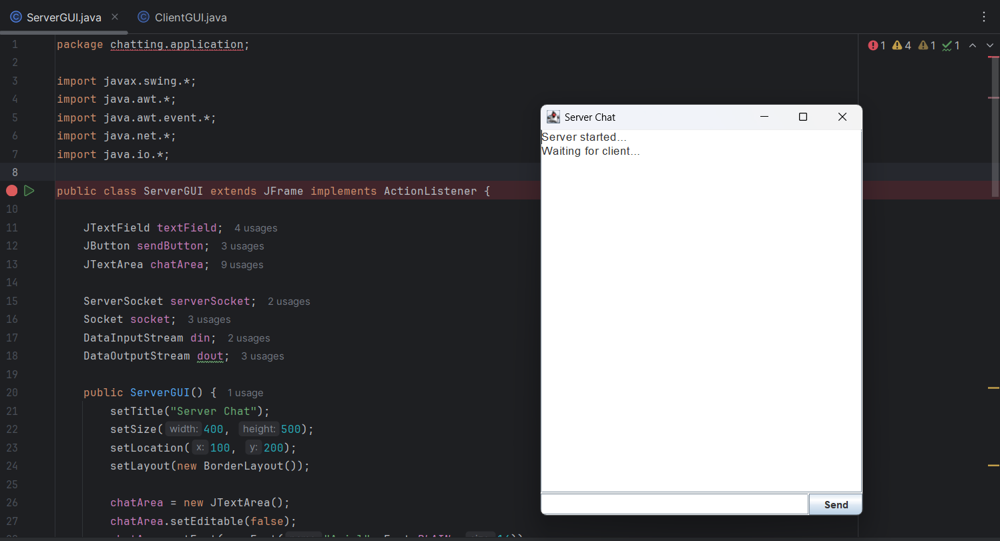 ServerGUI.java ClientGUI.java
1 package chatting.application;
1 4 1 1
2
3 import javax.swing.*;
4 import java.awt.*;
5 import java.awt.event.*;
6 import java.net.*;
7 import java.io.*;
8
public class ServerGUI extends JFrame implements ActionListener {
10
11 JTextField textField; 4 usages
12 JButton sendButton; 3 usages
13 JTextArea chatArea; 9 usages
14
15 ServerSocket serverSocket; 2 usages
16 Socket socket; 3 usages
17 DataInputStream din; 2 usages
18 DataOutputStream dout; 3 usages
19
20 public ServerGUI() { 1 usage
21 setTitle("Server Chat");
22 setSize( width: 400, height: 500);
23 setLocation( x: 100, y: 200);
24 setLayout(new BorderLayout());
25
26 chatArea = new JTextArea();
27 chatArea.setEditable(false);
Server Chat
Server started...
Waiting for client...
Send